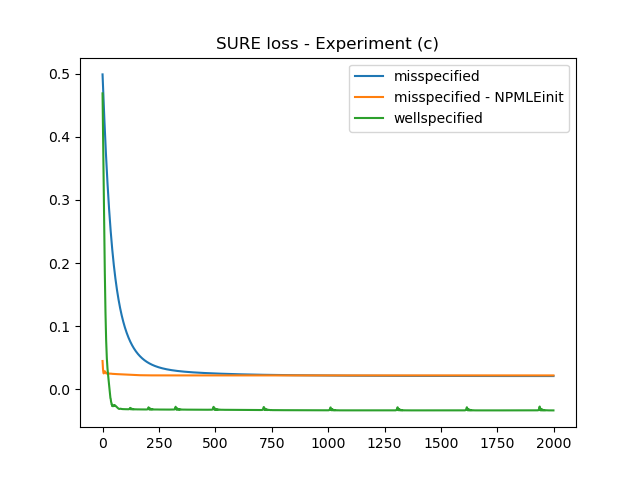 SURE loss - Experiment (c)
misspecified
misspecified - NPMLEinit
wellspecified
0.5
0.4
0.3
0.2
0.1
0.0
0 250 500 750 1000 1250 1500 1750 2000